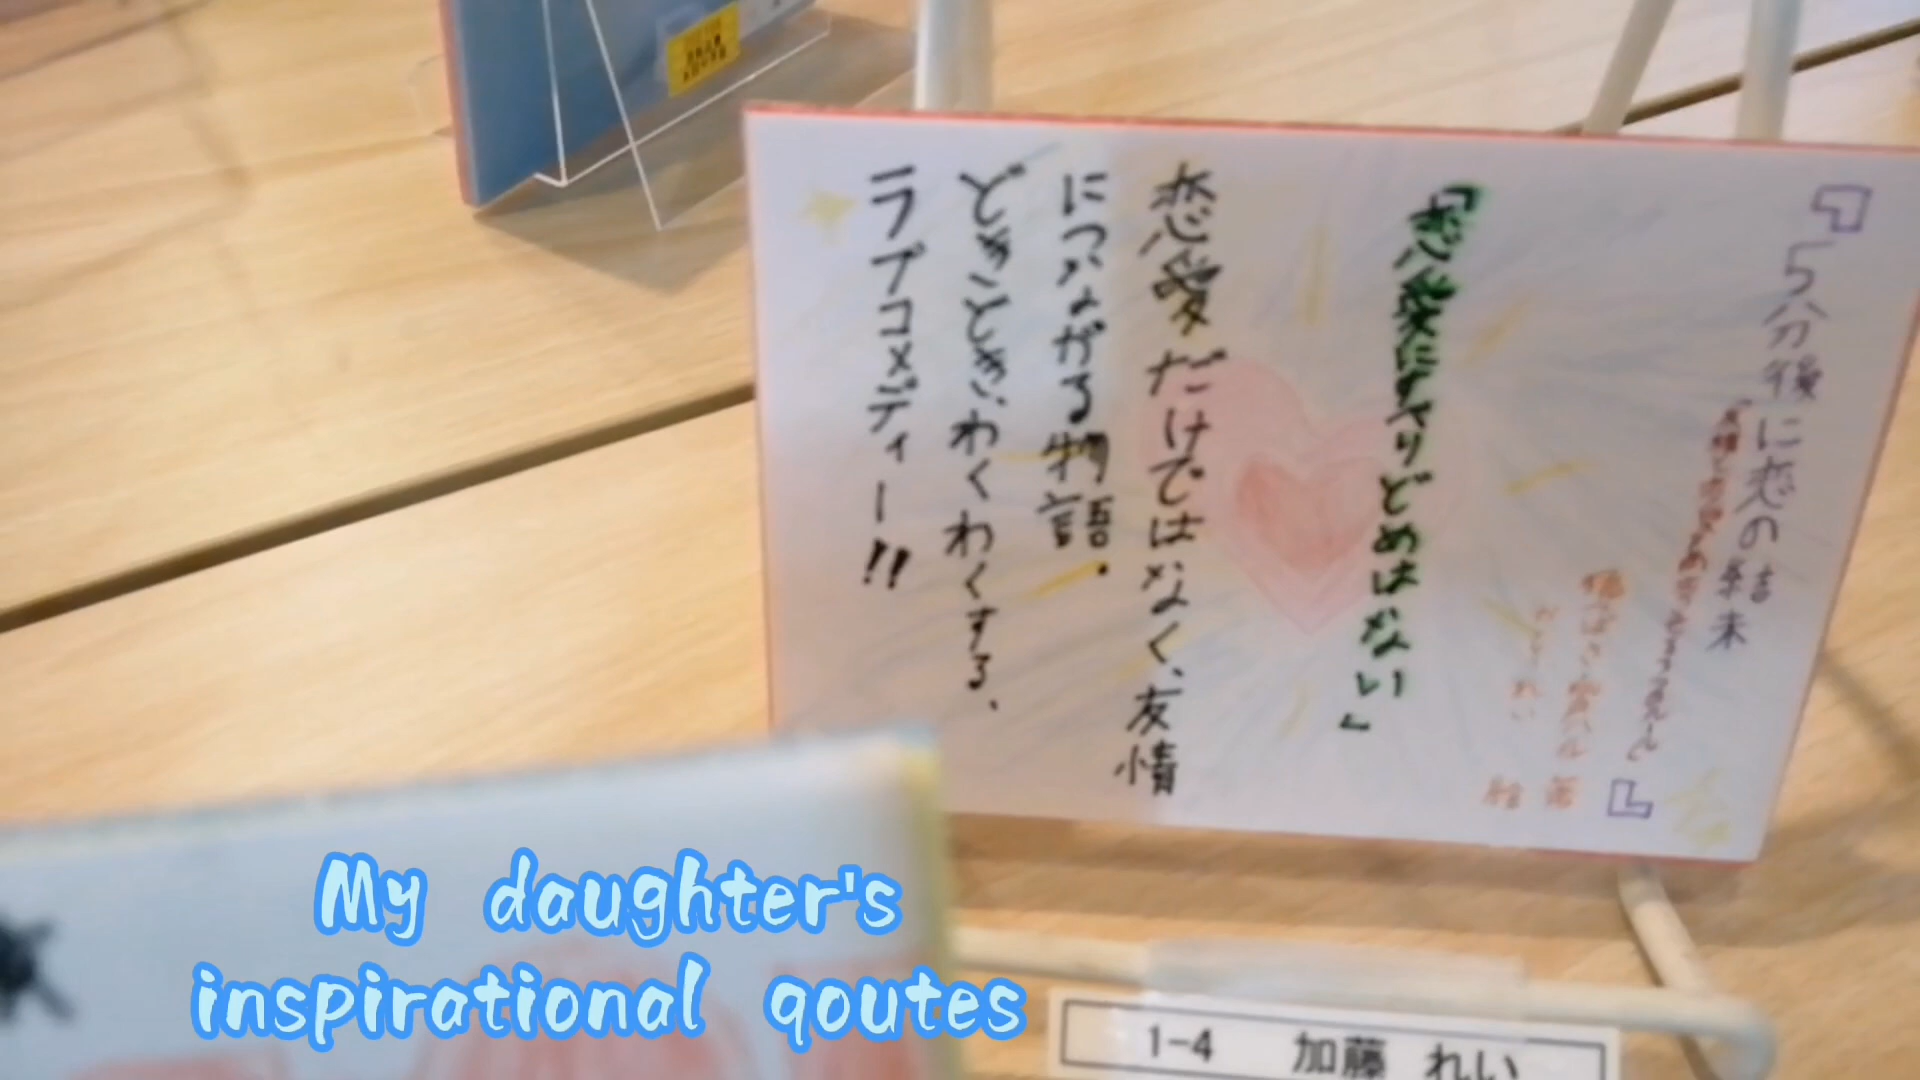 『5分後に恋の結末
』
著
絵
「恋愛にすべりどめはない」
恋愛だけではなく、友情
につながる物語。
どきどき、わくわくする、
ラブコメディー!!
My daughter's
inspirational qoutes
1-4 加藤 れい